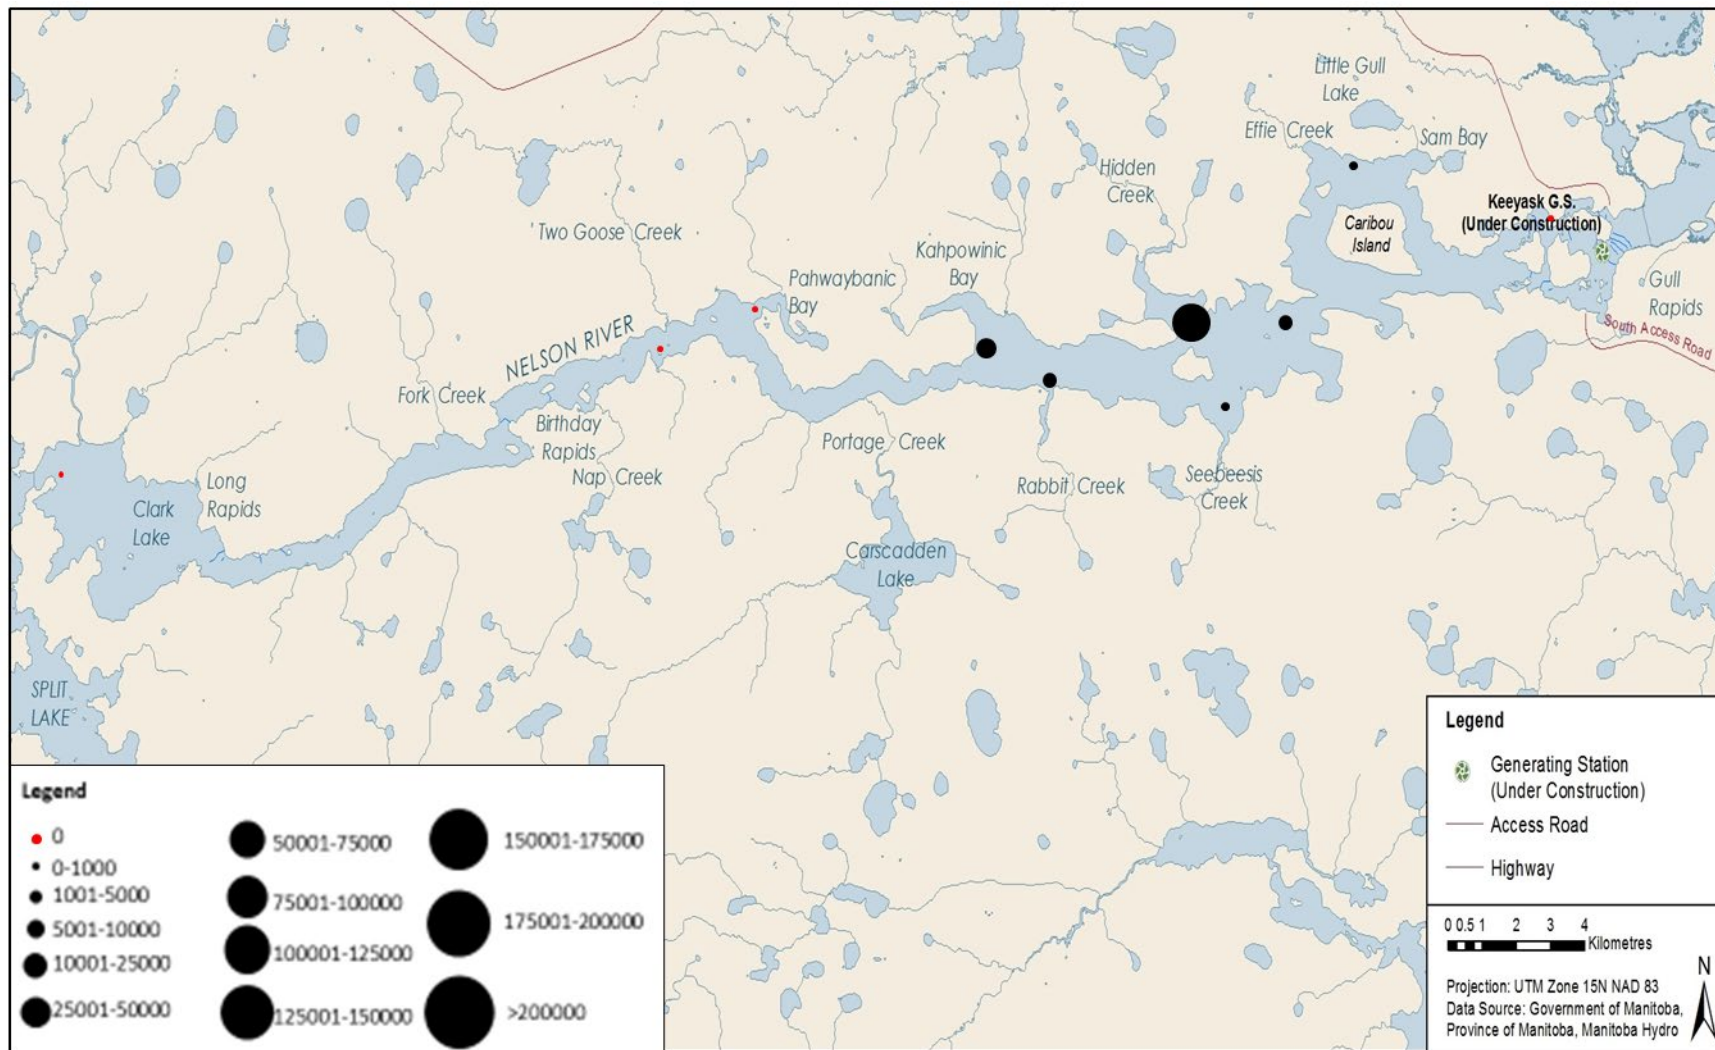 Little Gull
Lake
Effie Creek
Sam Bay
Hidden
Creek
Keeyask G.S.
(Under Construction)
Caribou
Island
' Two Goose Creek
Kahpowinic
Bay
Pahwaybanic
Bay
Gull
Rapids
South Access Road
NELSON RIVER
Fork Creek
Birthday
Rapids
Nap Creek
Portage Creek
Rabbit Creek
Seebeesis
Creek
Long
Rapids
Clark
Lake
Carscadden
Lake
SPLIT
LAKE
Legend
0
0-1000
1001-5000
5001-10000
10001-25000
25001-50000
50001-75000
75001-100000
100001-125000
125001-150000
150001-175000
175001-200000
>200000
Legend
Generating Station
(Under Construction)
Access Road
Highway
0 0.5 1 2 3 4
Kilometres
N
Projection: UTM Zone 15N NAD 83
Data Source: Government of Manitoba,
Province of Manitoba, Manitoba Hydro